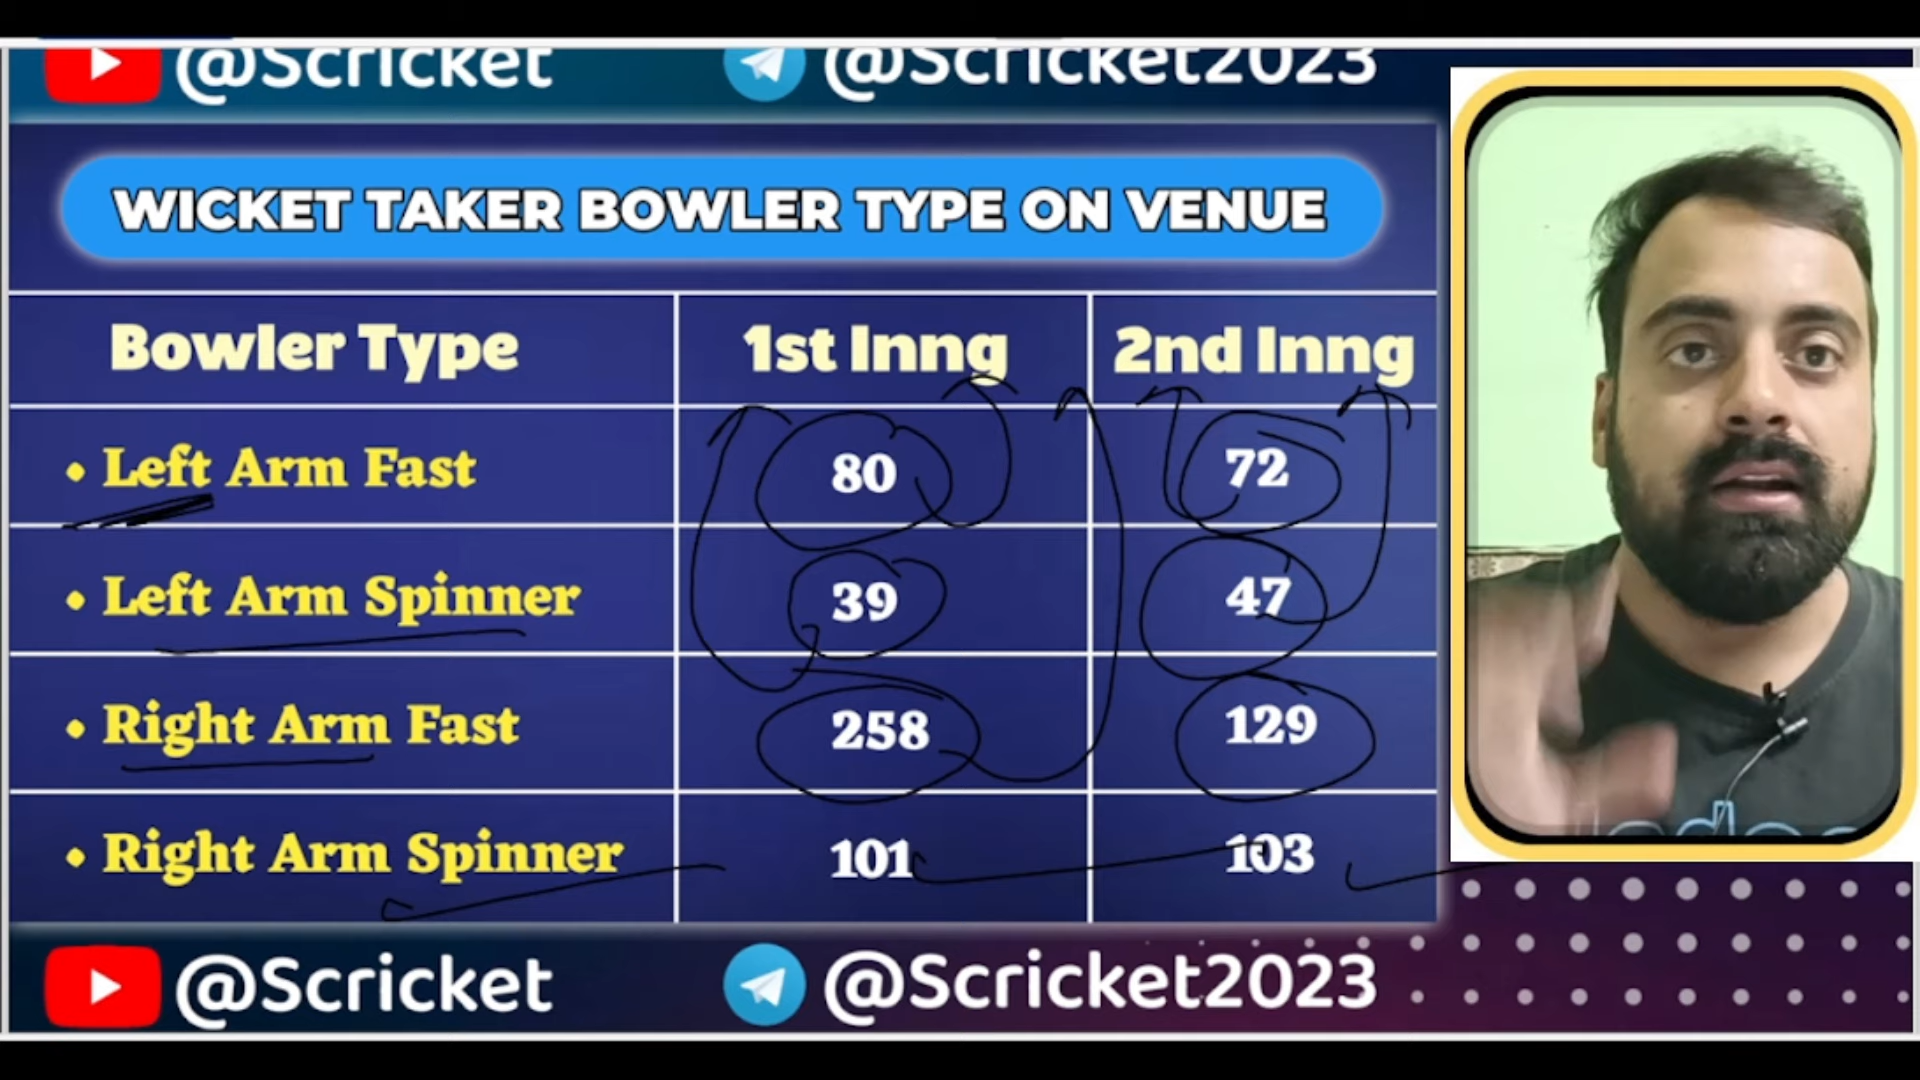 @Scricket @Scricket2023
WICKET TAKER BOWLER TYPE ON VENUE
Bowler Type 1st Inng 2nd Inng
• Left Arm Fast 80 72
• Left Arm Spinner 39 47
• Right Arm Fast 258 129
• Right Arm Spinner 101 103
@Scricket @Scricket2023